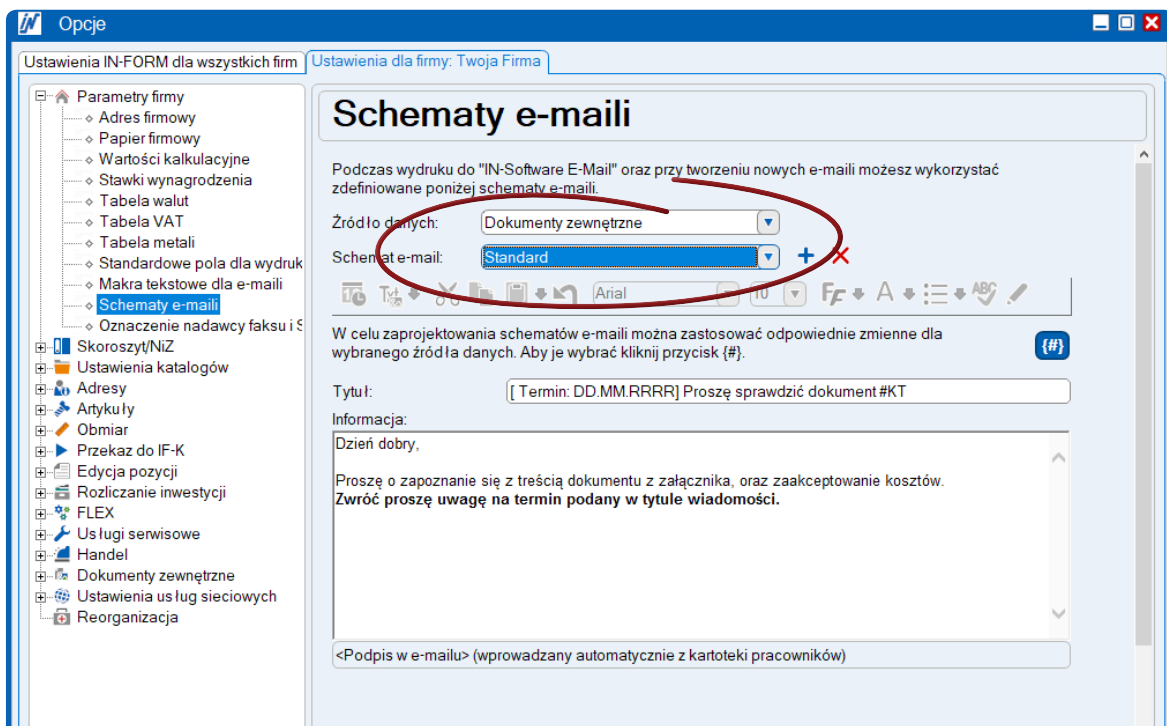 Opcje
Ustawienia IN-FORM dla wszystkich firm
Ustawienia dla firmy: Twoja Firma
Parametry firmy
Adres firmowy
Papier firmowy
Wartości kalkulacyjne
Stawki wynagrodzenia
Tabela walut
Tabela VAT
Tabela metali
Standardowe pola dla wydruk
Makra tekstowe dla e-maili
Schematy e-maili
Oznaczenie nadawcy faksu i S
Skoroszyt/NiZ
Ustawienia katalogów
Adresy
Artykuły
Obmiar
Przekaz do IF-K
Edycja pozycji
Rozliczanie inwestycji
FLEX
Usługi serwisowe
Handel
Dokumenty zewnętrzne
Ustawienia usług sieciowych
Reorganizacja
Schematy e-maili
Podczas wydruku do "IN-Software E-Mail" oraz przy tworzeniu nowych e-maili możesz wykorzystać
zdefiniowane poniżej schematy e-maili.
Źródło danych: Dokumenty zewnętrzne
Schemat e-mail: Standard
Txt Arial 10 FF A ABC
W celu zaprojektowania schematów e-maili można zastosować odpowiednie zmienne dla
wybranego źródła danych. Aby je wybrać kliknij przycisk {#}.
{#}
Tytuł: [ Termin: DD.MM.RRRR] Proszę sprawdzić dokument #KT
Informacja:
Dzień dobry,
Proszę o zapoznanie się z treścią dokumentu z załącznika, oraz zaakceptowanie kosztów.
Zwróć proszę uwagę na termin podany w tytule wiadomości.
<Podpis w e-mailu> (wprowadzany automatycznie z kartoteki pracowników)